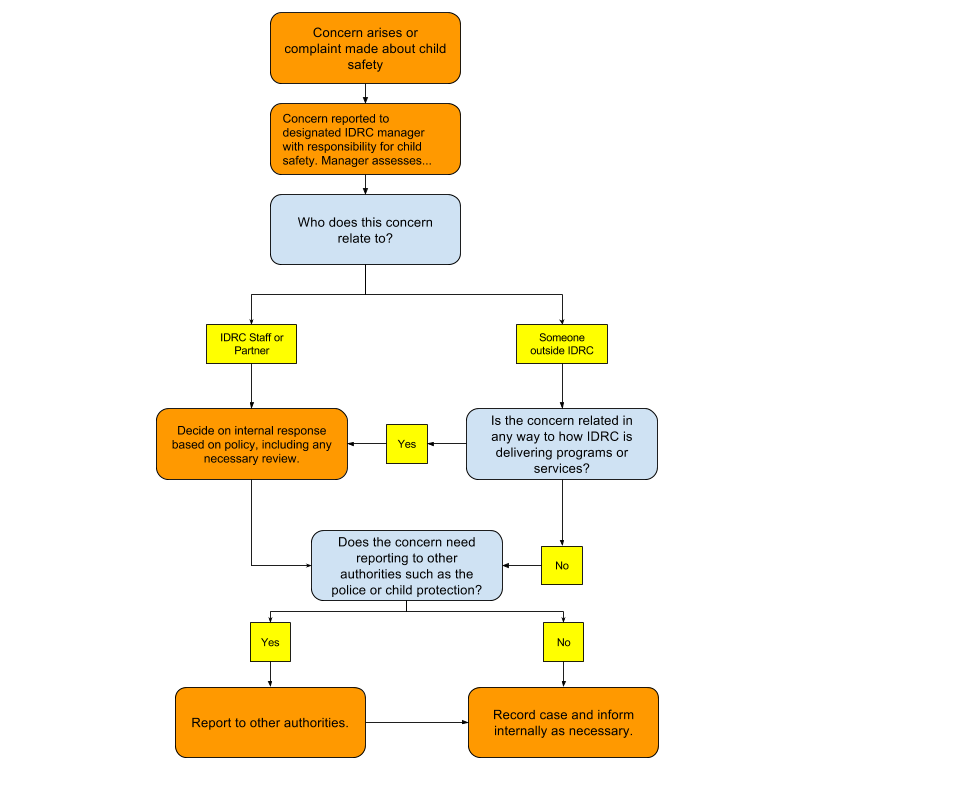 Concern arises or
complaint made about child
safety
Concern reported to
designated IDRC manager
with responsibility for child
safety. Manager assesses...
Who does this concern
relate to?
IDRC Staff or
Partner
Someone
outside IDRC
Decide on internal response
based on policy, including any
necessary review.
Yes
Is the concern related in
any way to how IDRC is
delivering programs or
services?
Does the concern need
reporting to other
authorities such as the
police or child protection?
No
Yes
No
Report to other authorities.
Record case and inform
internally as necessary.